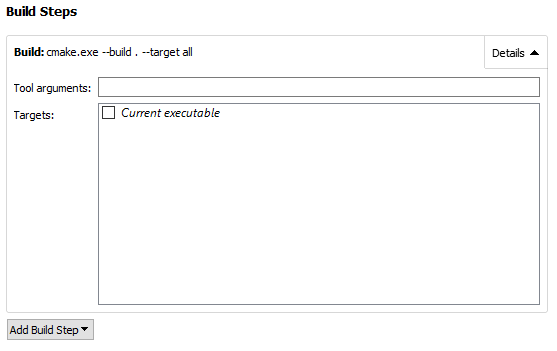 Build Steps
Build: cmake.exe --build . --target all
Details
Tool arguments:
Targets:
Current executable
Add Build Step